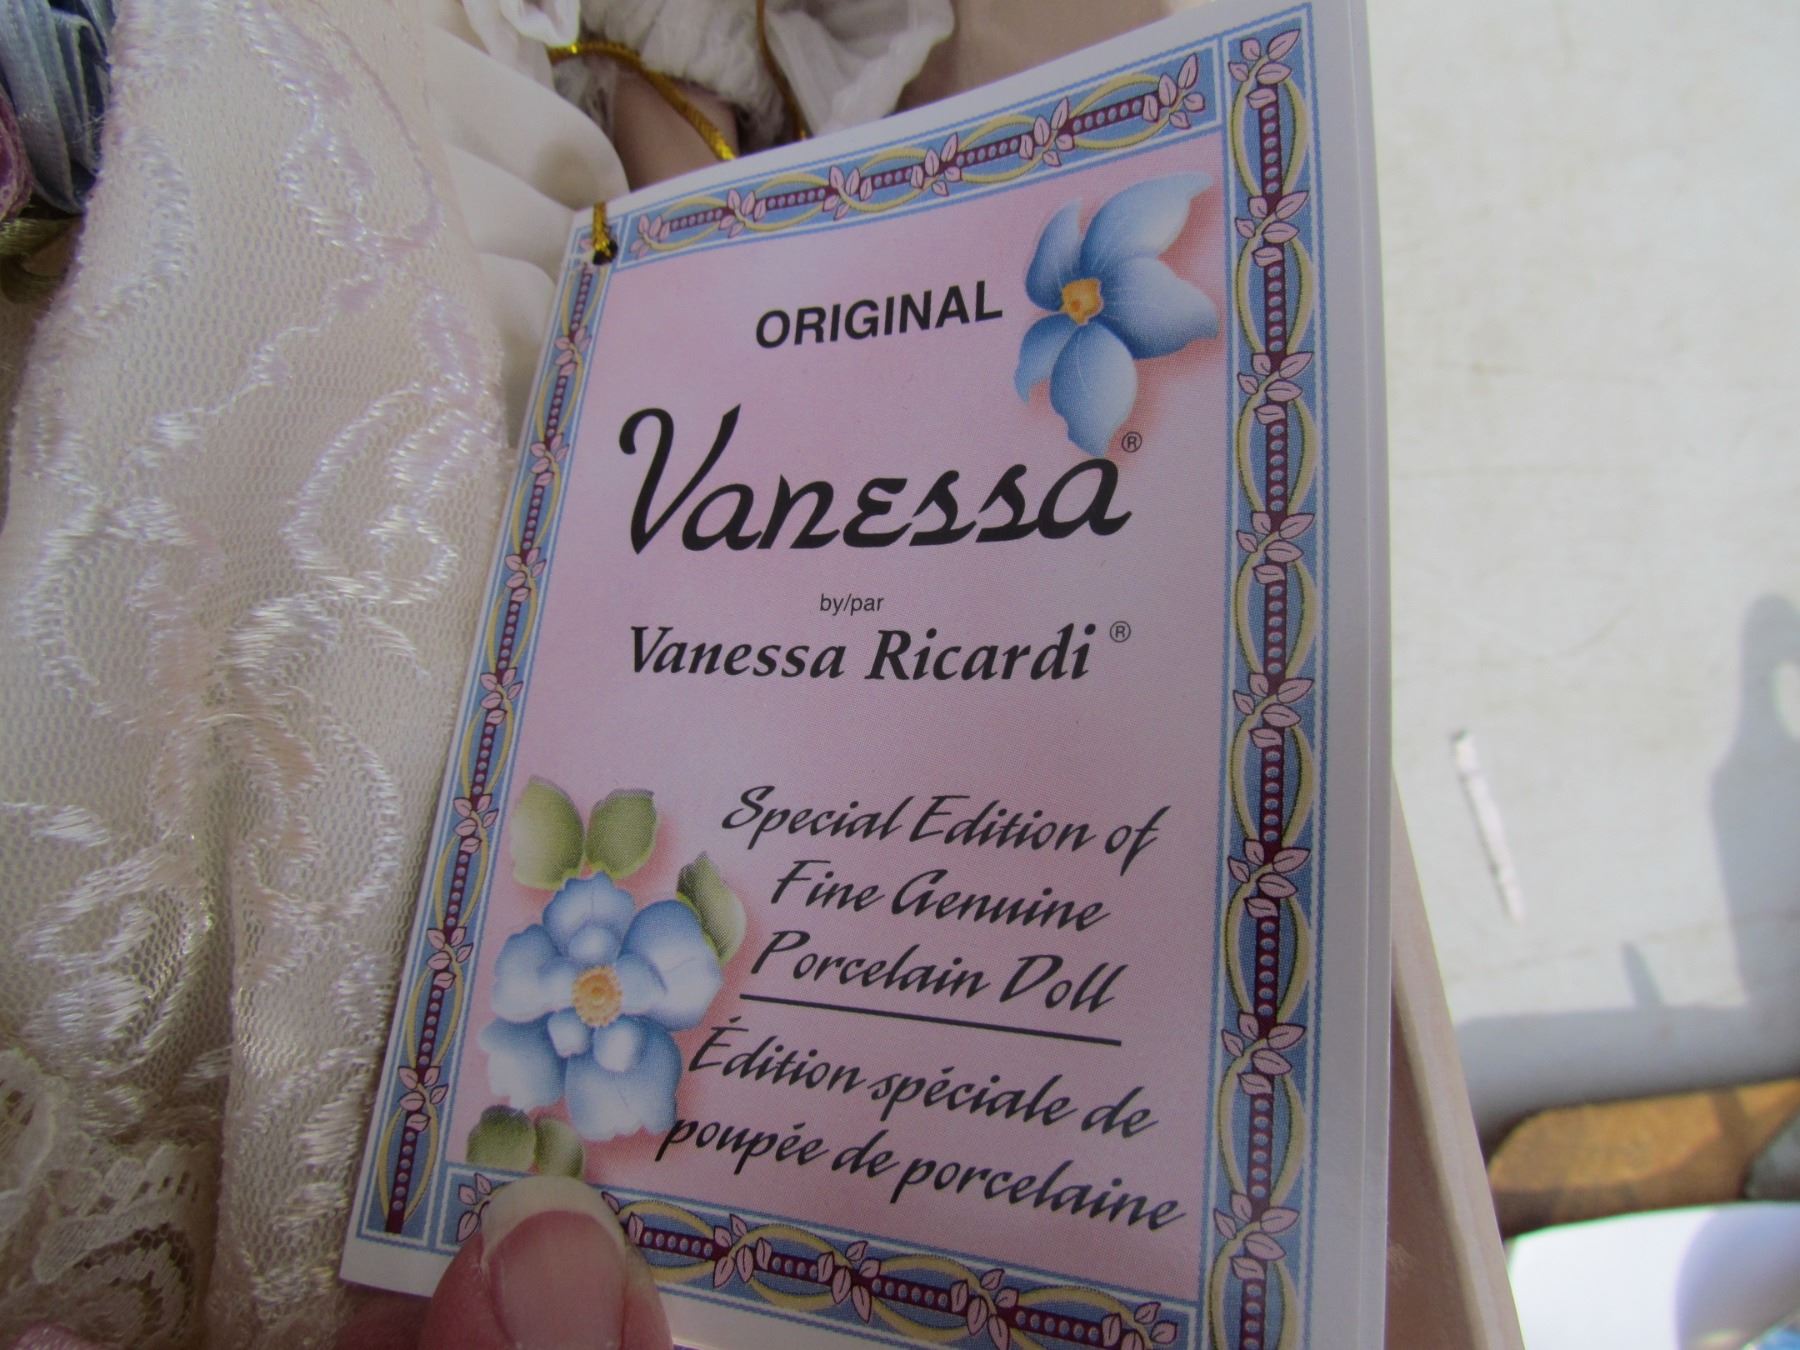 ORIGINAL
Vanessa®
by/par
Vanessa Ricardi®
Special Edition of
Fine Genuine
Porcelain Doll
Édition spéciale de
poupée de porcelaine